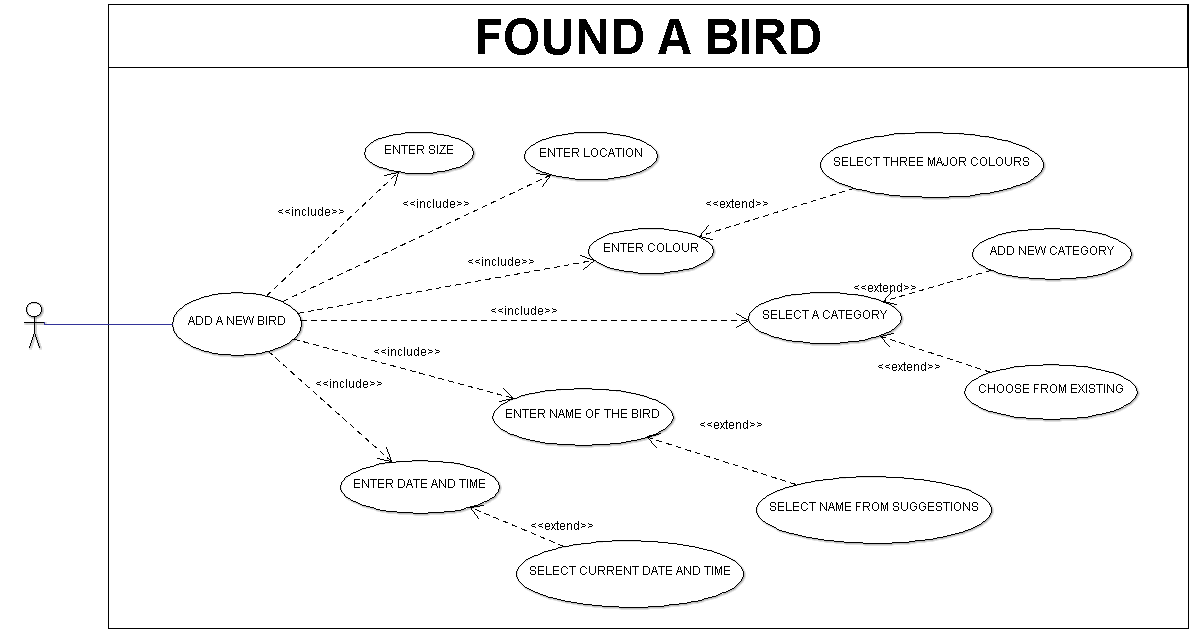 FOUND A BIRD
ENTER SIZE
ENTER LOCATION
SELECT THREE MAJOR COLOURS
<<include>>
<<include>>
<<extend>>
ENTER COLOUR
ADD NEW CATEGORY
<<include>>
<<extend>>
ADD A NEW BIRD
<<include>>
SELECT A CATEGORY
<<include>>
<<extend>>
<<include>>
CHOOSE FROM EXISTING
ENTER NAME OF THE BIRD
<<extend>>
ENTER DATE AND TIME
SELECT NAME FROM SUGGESTIONS
<<extend>>
SELECT CURRENT DATE AND TIME